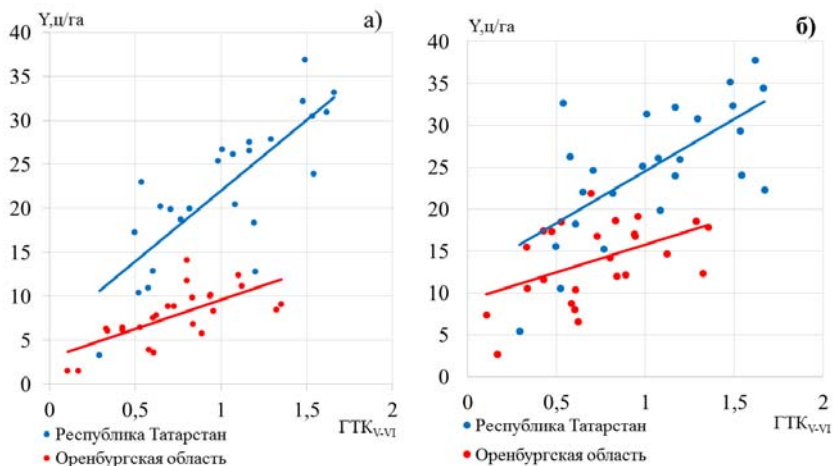 Y,ц/га
а)
40
35
30
25
20
15
10
5
0
0
0,5
1
1,5
2
ГТК V-VI
Республика Татарстан
Оренбургская область
Y,ц/га
б)
40
35
30
25
20
15
10
5
0
0
0,5
1
1,5
2
ГТК V-VI
Республика Татарстан
Оренбургская область